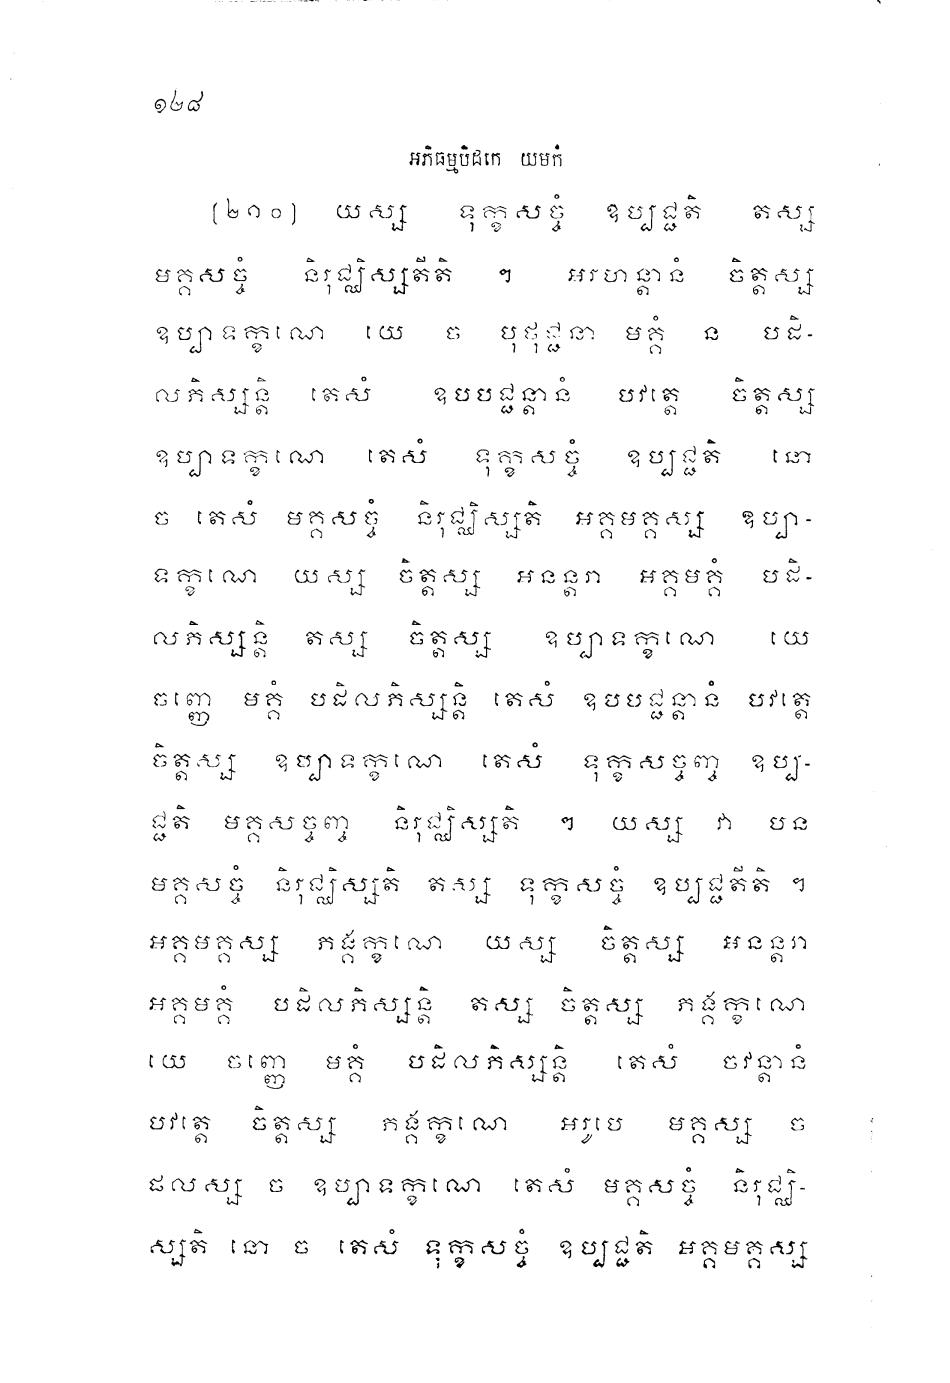 ១២៨
អភិធម្មបិដកេ យមកំ
(២១០) យស្ស ទុក្ខសច្ចំ ឧប្បជ្ជតិ តស្ស
មគ្គសច្ចំ និរុជ្ឈិស្សតីតិ ។ អរហន្តានំ ចិត្តស្ស
ឧប្បាទក្ខណេ យេ ច បុថុជ្ជនា មគ្គំ ន បដិ-
លភិស្សន្តិ តេសំ ឧបបជ្ជន្តានំ បវត្តេ ចិត្តស្ស
ឧប្បាទក្ខណេ តេសំ ទុក្ខសច្ចំ ឧប្បជ្ជតិ នោ
ច តេសំ មគ្គសច្ចំ និរុជ្ឈិស្សតិ អគ្គមគ្គស្ស ឧប្បា-
ទក្ខណេ យស្ស ចិត្តស្ស អនន្តរា អគ្គមគ្គំ បដិ-
លភិស្សន្តិ តស្ស ចិត្តស្ស ឧប្បាទក្ខណេ យេ
ចញ្ញេ មគ្គំ បដិលភិស្សន្តិ តេសំ ឧបបជ្ជន្តានំ បវត្តេ
ចិត្តស្ស ឧប្បាទក្ខណេ តេសំ ទុក្ខសច្ចញ្ច ឧប្ប-
ជ្ជតិ មគ្គសច្ចញ្ច និរុជ្ឈិស្សតិ ។ យស្ស វា បន
មគ្គសច្ចំ និរុជ្ឈិស្សតិ តស្ស ទុក្ខសច្ចំ ឧប្បជ្ជតីតិ ។
អគ្គមគ្គស្ស ភង្គក្ខណេ យស្ស ចិត្តស្ស អនន្តរា
អគ្គមគ្គំ បដិលភិស្សន្តិ តស្ស ចិត្តស្ស ភង្គក្ខណេ
យេ ចញ្ញេ មគ្គំ បដិលភិស្សន្តិ តេសំ ចវន្តានំ
បវត្តេ ចិត្តស្ស ភង្គក្ខណេ អរូបេ មគ្គស្ស ច
ផលស្ស ច ឧប្បាទក្ខណេ តេសំ មគ្គសច្ចំ និរុជ្ឈិ-
ស្សតិ នោ ច តេសំ ទុក្ខសច្ចំ ឧប្បជ្ជតិ អគ្គមគ្គស្ស